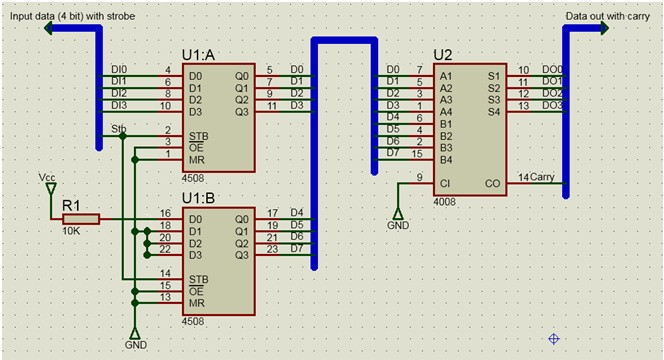 Input data (4 bit) with strobe
Data out with carry
U1:A
U2
DI0 4 D0 Q0 5 D0
DI1 6 D1 Q1 7 D1
DI2 8 D2 Q2 9 D2
DI3 10 D3 Q3 11 D3
Stb 2 STB
3 OE
1 MR
4508
D0 7 A1 S1 10 DO0
D1 5 A2 S2 11 DO1
D2 3 A3 S3 12 DO2
D3 1 A4 S4 13 DO3
D4 6 B1
D5 4 B2
D6 2 B3
D7 15 B4
9 CI CO 14 Carry
4008
GND
Vcc
R1
10K
U1:B
16 D0 Q0 17 D4
18 D1 Q1 19 D5
20 D2 Q2 21 D6
22 D3 Q3 23 D7
14 STB
15 OE
13 MR
4508
GND